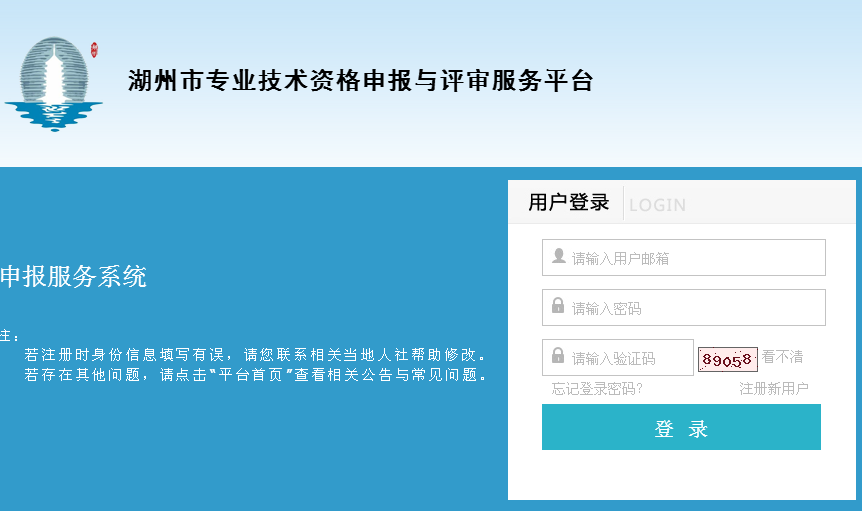 湖州市专业技术资格申报与评审服务平台
用户登录 LOGIN
申报服务系统
请输入用户邮箱
请输入密码
注：
若注册时身份信息填写有误，请您联系相关当地人社帮助修改。
若存在其他问题，请点击“平台首页”查看相关公告与常见问题。
请输入验证码 89058 看不清
忘记登录密码？ 注册新用户
登 录